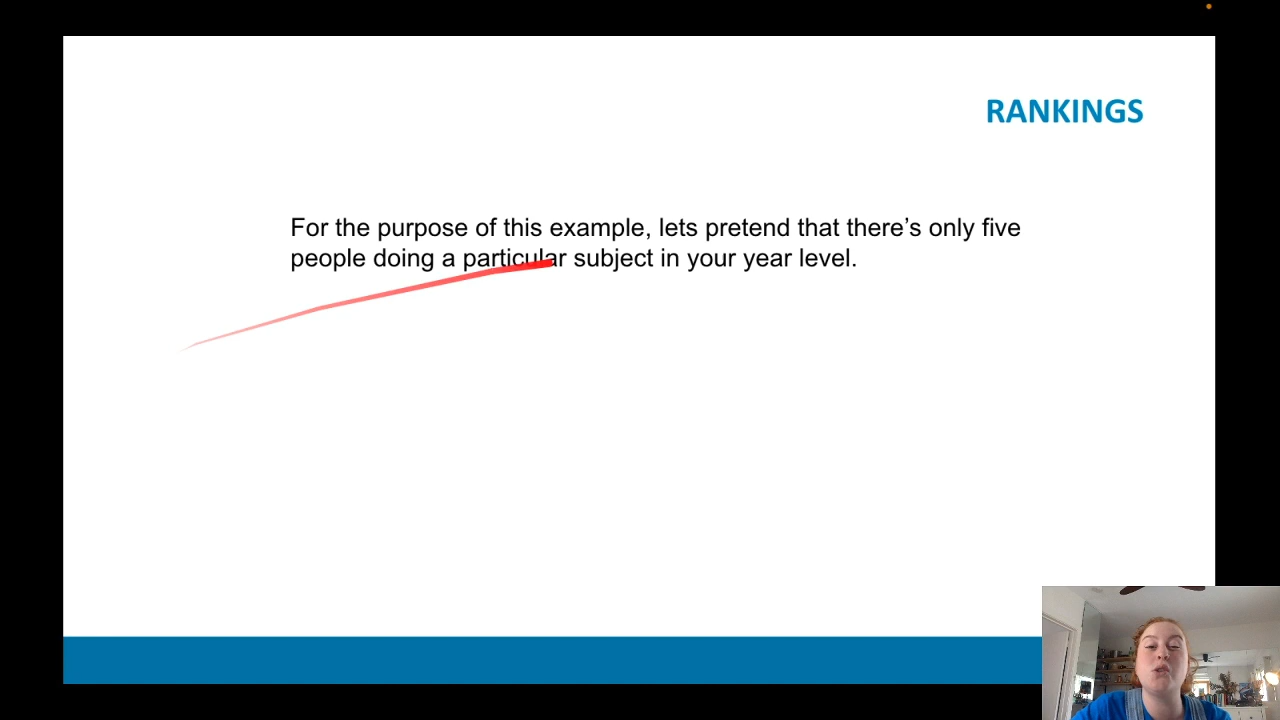 RANKINGS
For the purpose of this example, lets pretend that there’s only five
people doing a particular subject in your year level.